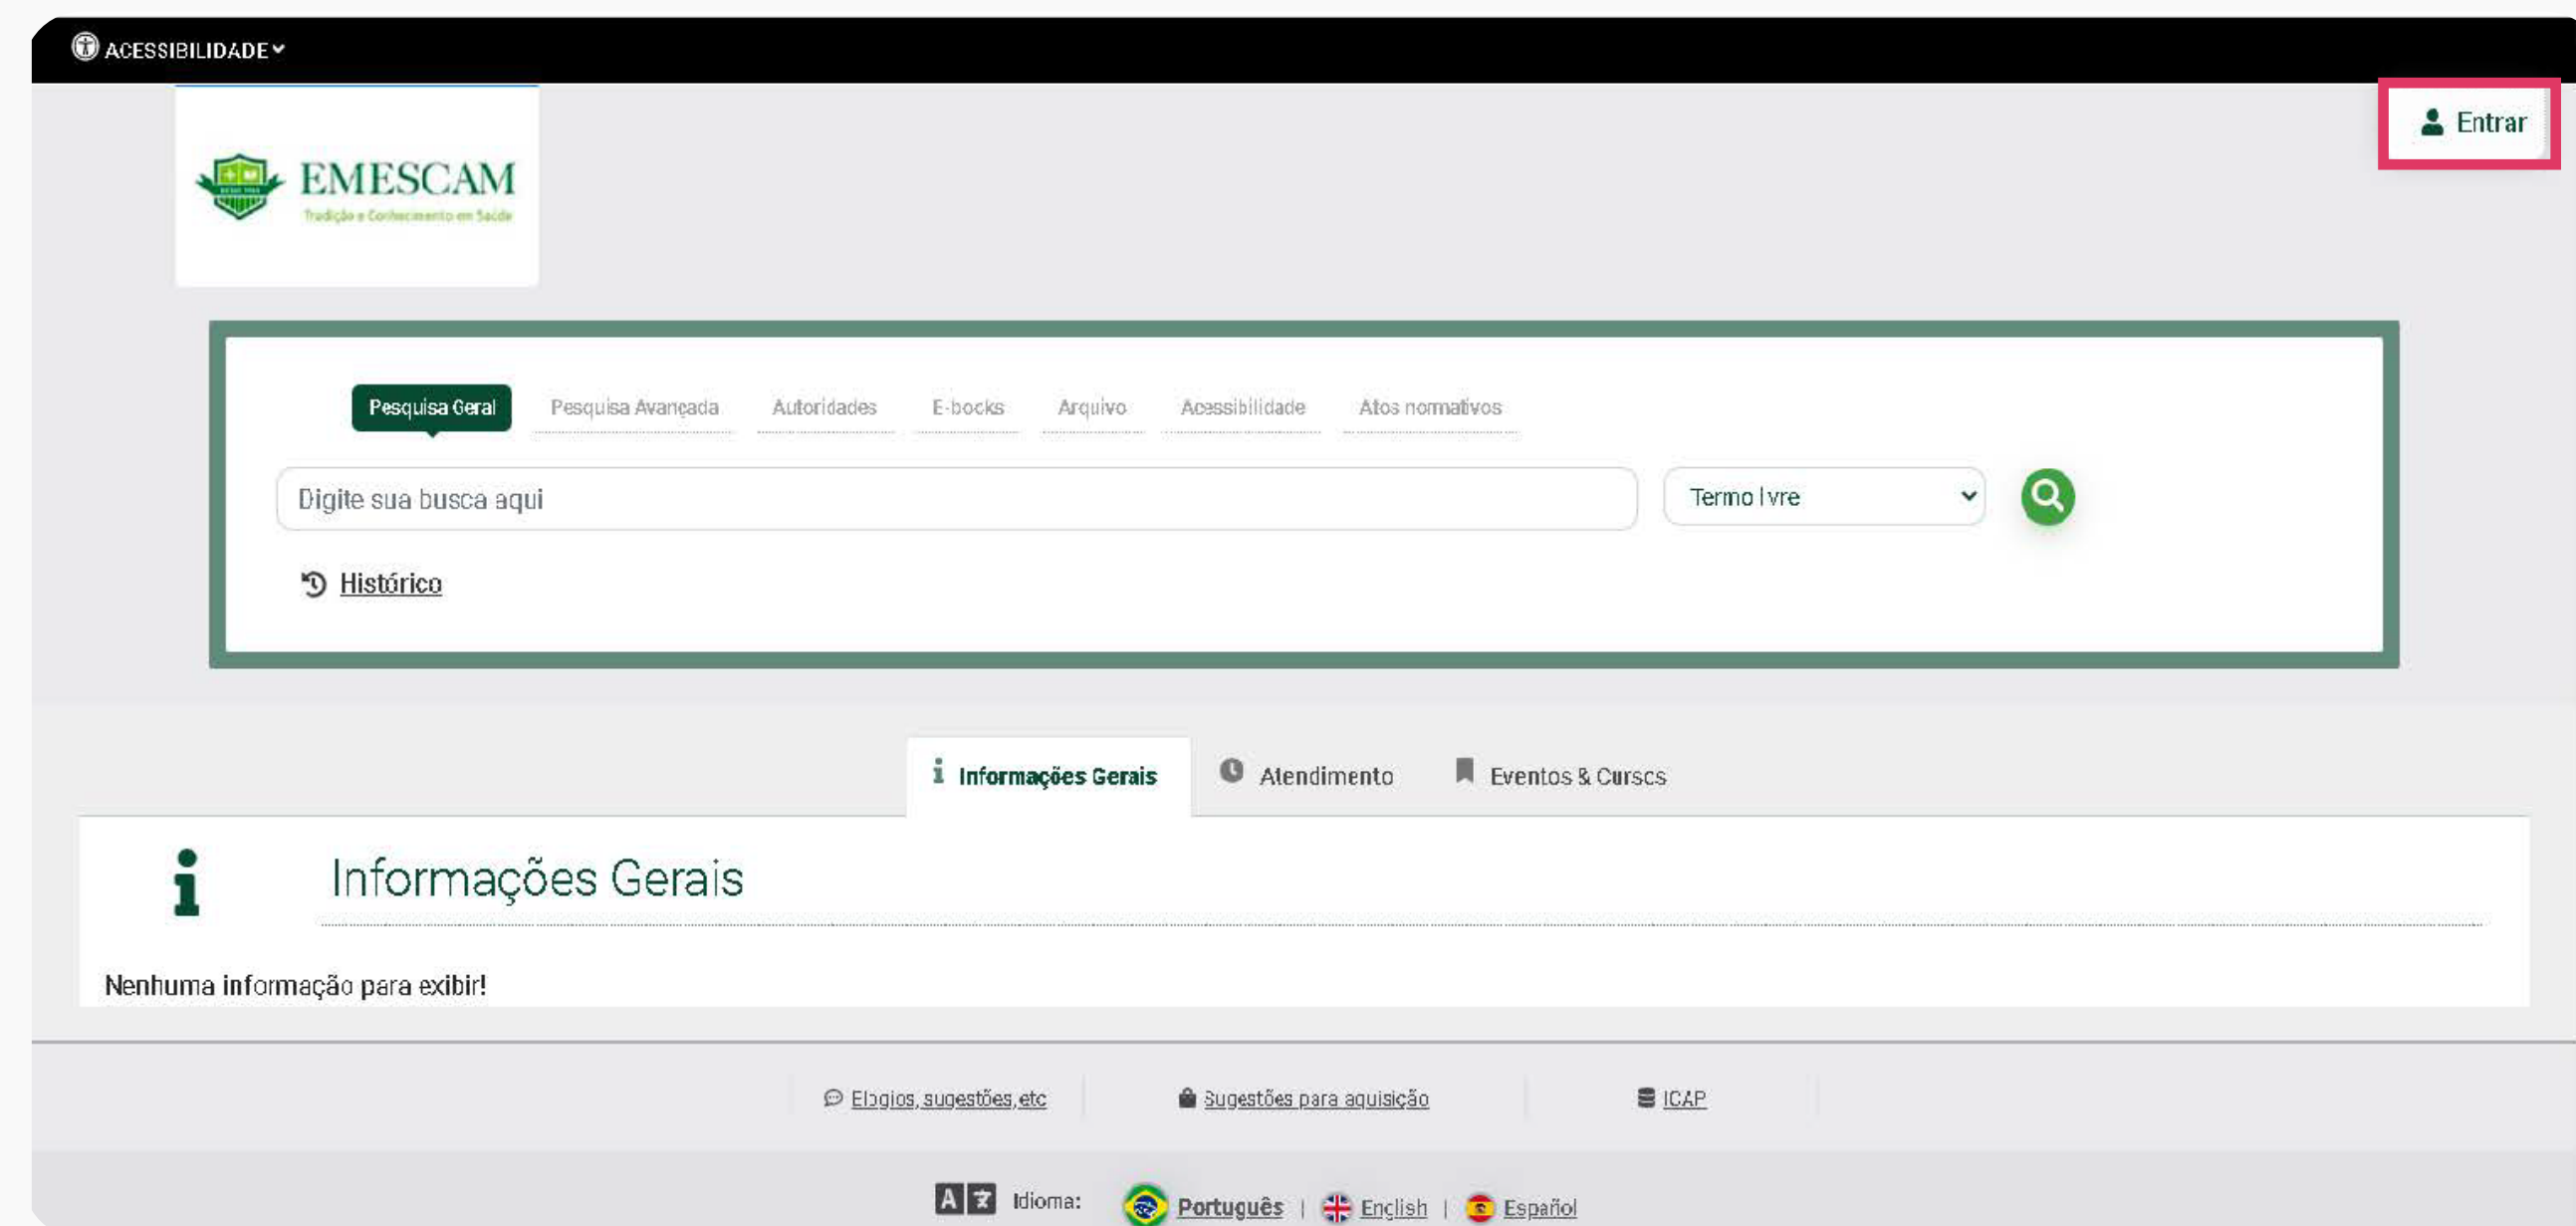 ACESSIBILIDADE
Entrar
EMESCAM
Tradição e Conhecimento em Saúde
Pesquisa Geral Pesquisa Avançada Autoridades E-books Arquivo Acessibilidade Atos normativos
Digite sua busca aqui Termo livre
Histórico
Informações Gerais Atendimento Eventos & Cursos
Informações Gerais
Nenhuma informação para exibir!
Elogios, sugestões, etc Sugestões para aquisição ICAP
Idioma: Português | English | Español